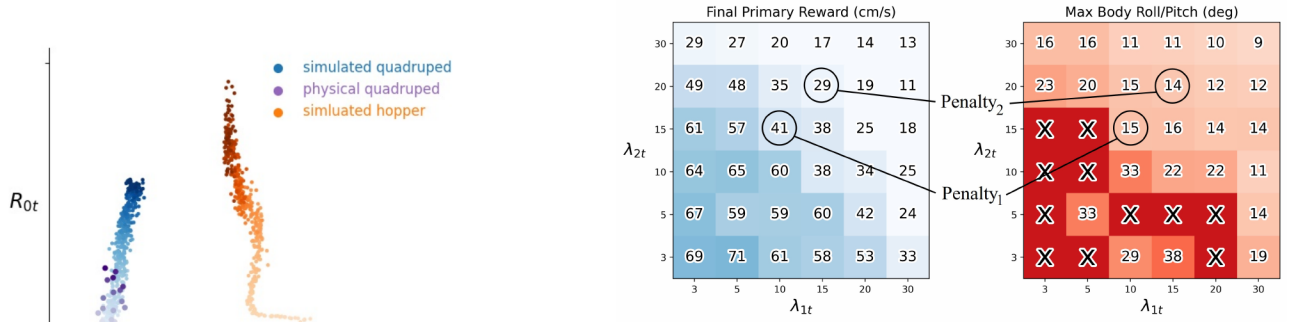 simulated quadruped
physical quadruped
simluated hopper
R0t
Final Primary Reward (cm/s)
30 29 27 20 17 14 13
20 49 48 35 29 19 11
15 61 57 41 38 25 18
λ2t
10 64 65 60 38 34 25
5 67 59 59 60 42 24
3 69 71 61 58 53 33
3 5 10 15 20 30
λ1t
Penalty2
Penalty1
Max Body Roll/Pitch (deg)
30 16 16 11 11 10 9
20 23 20 15 14 12 12
15 X X 15 16 14 14
λ2t
10 X X 33 22 22 11
5 X 33 X X X 14
3 X X 29 38 X 19
3 5 10 15 20 30
λ1t